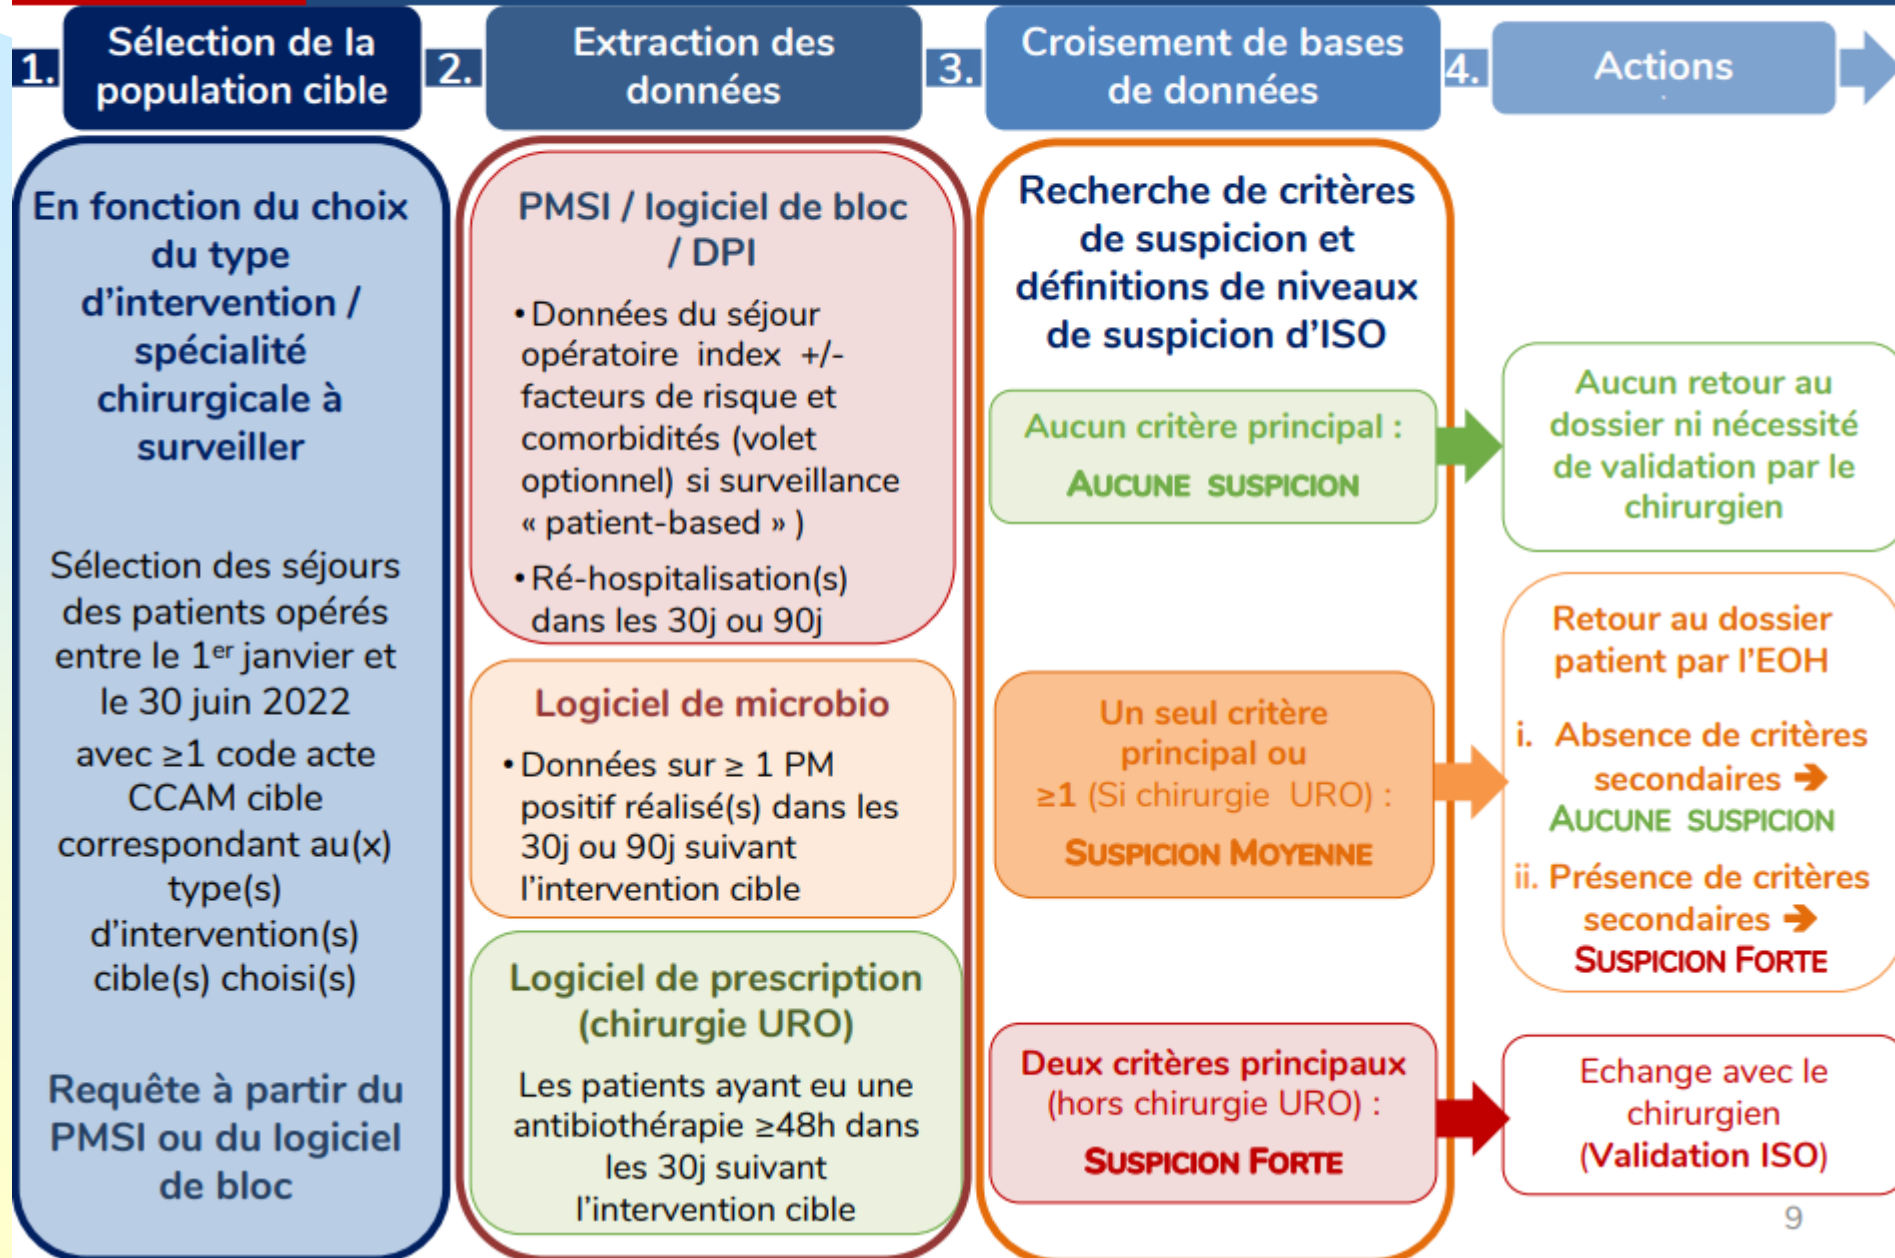 1.
Sélection de la
population cible
2.
Extraction des
données
3.
Croisement de bases
de données
4.
Actions
En fonction du choix
du type
d'intervention /
spécialité
chirurgicale à
surveiller
Sélection des séjours
des patients opérés
entre le 1er janvier et
le 30 juin 2022
avec ≥1 code acte
CCAM cible
correspondant au(x)
type(s)
d'intervention(s)
cible(s) choisi(s)
Requête à partir du
PMSI ou du logiciel
de bloc
PMSI / logiciel de bloc
/ DPI
• Données du séjour
opératoire index +/-
facteurs de risque et
comorbidités (volet
optionnel) si surveillance
« patient-based » )
• Ré-hospitalisation(s)
dans les 30j ou 90j
Logiciel de microbio
• Données sur ≥ 1 PM
positif réalisé(s) dans les
30j ou 90j suivant
l'intervention cible
Logiciel de prescription
(chirurgie URO)
Les patients ayant eu une
antibiothérapie ≥48h dans
les 30j suivant
l'intervention cible
Recherche de critères
de suspicion et
définitions de niveaux
de suspicion d'ISO
Aucun critère principal :
AUCUNE SUSPICION
Un seul critère
principal ou
≥1 (Si chirurgie URO) :
SUSPICION MOYENNE
Deux critères principaux
(hors chirurgie URO) :
SUSPICION FORTE
Aucun retour au
dossier ni nécessité
de validation par le
chirurgien
Retour au dossier
patient par l'EOH
i. Absence de critères
secondaires ➔
AUCUNE SUSPICION
ii. Présence de critères
secondaires ➔
SUSPICION FORTE
Echange avec le
chirurgien
(Validation ISO)
9